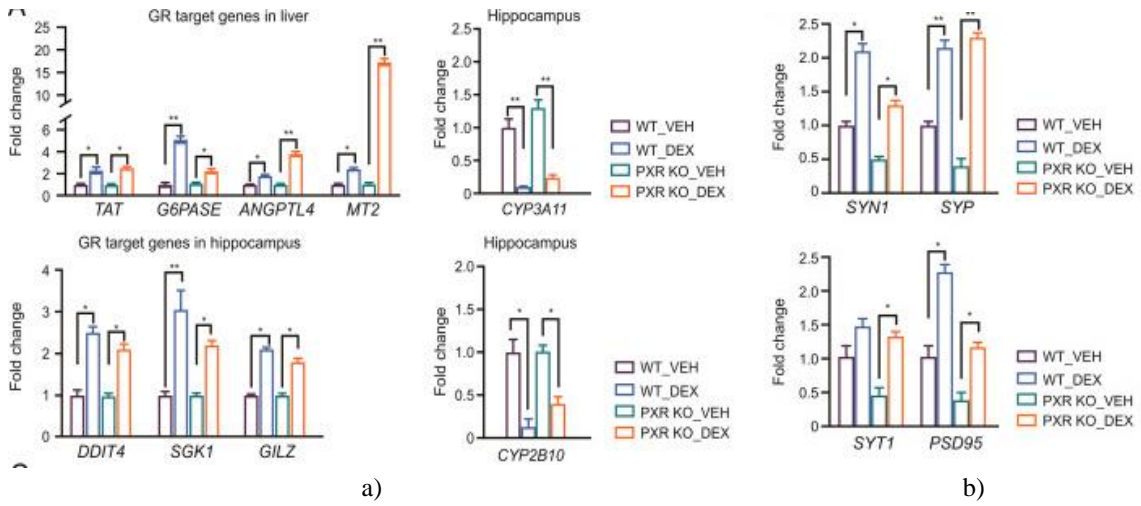 GR target genes in liver
Fold change
25
20
15
10
6
4
2
0
TAT G6PASE ANGPTL4 MT2
* * ** * * ** * **
Hippocampus
Fold change
2.0
1.5
1.0
0.5
0
** **
CYP3A11
WT_VEH
WT_DEX
PXR KO_VEH
PXR KO_DEX
Fold change
2.5
2.0
1.5
1.0
0.5
0.0
* * ** **
SYN1 SYP
WT_VEH
WT_DEX
PXR KO_VEH
PXR KO_DEX
GR target genes in hippocampus
Fold change
4
3
2
1
0
* * ** * * *
DDIT4 SGK1 GILZ
Hippocampus
Fold change
2.0
1.5
1.0
0.5
0
* *
CYP2B10
WT_VEH
WT_DEX
PXR KO_VEH
PXR KO_DEX
Fold change
2.5
2.0
1.5
1.0
0.5
0.0
* * *
SYT1 PSD95
WT_VEH
WT_DEX
PXR KO_VEH
PXR KO_DEX
a) b)